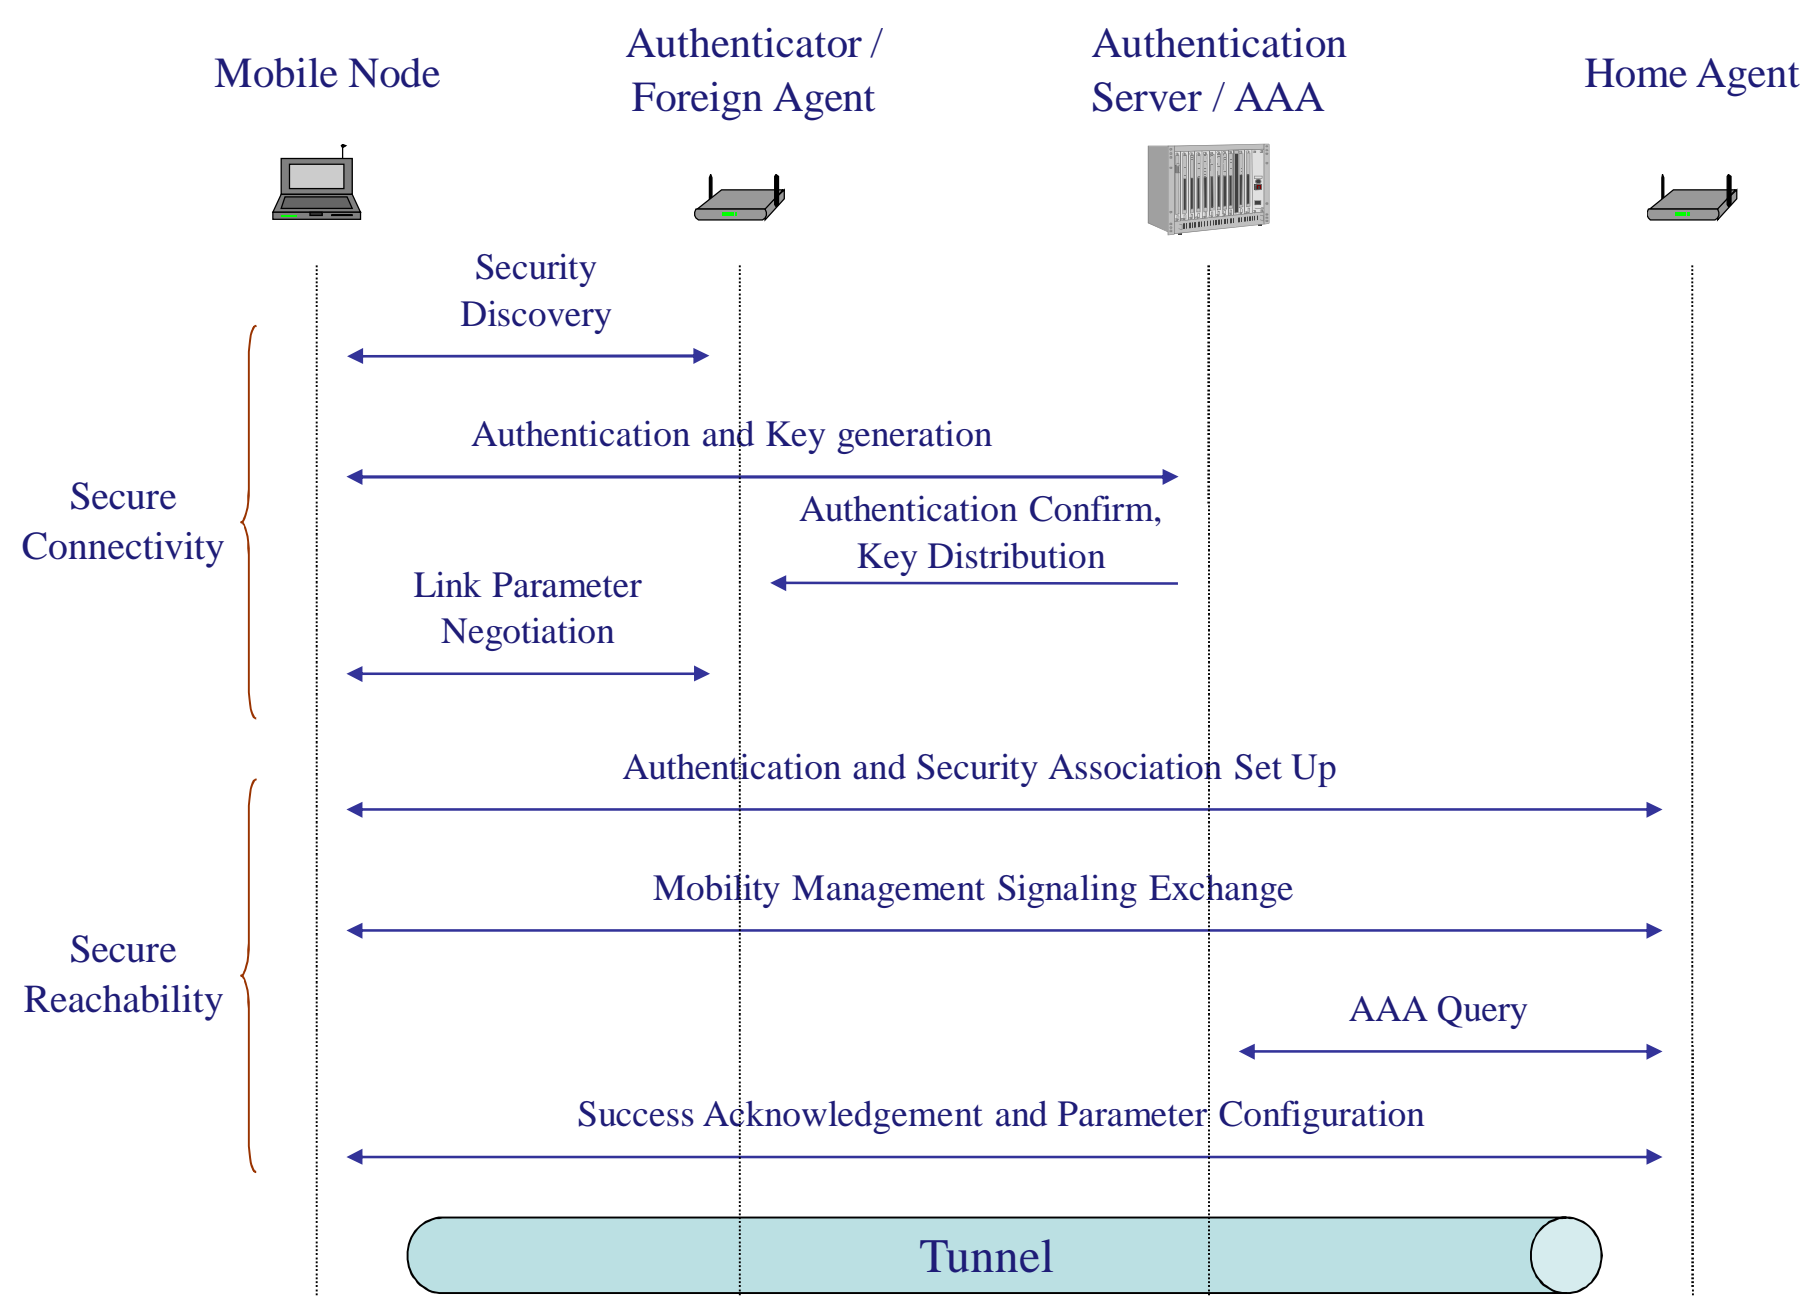 Mobile Node
Authenticator /
Foreign Agent
Authentication
Server / AAA
Home Agent
Security
Discovery
Authentication and Key generation
Authentication Confirm,
Key Distribution
Link Parameter
Negotiation
Secure
Connectivity
Authentication and Security Association Set Up
Mobility Management Signaling Exchange
AAA Query
Success Acknowledgement and Parameter Configuration
Secure
Reachability
Tunnel